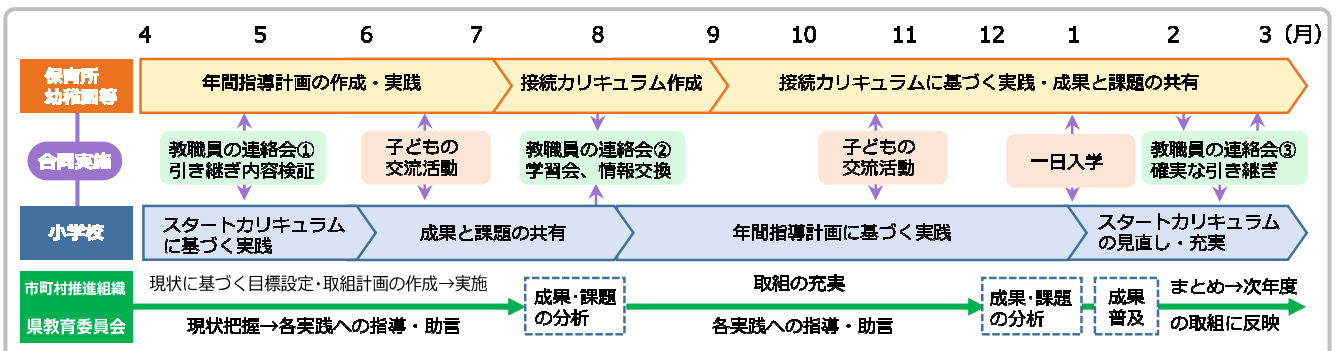 4 5 6 7 8 9 10 11 12 1 2 3（月）
保育所
幼稚園等
年間指導計画の作成・実践
接続カリキュラム作成
接続カリキュラムに基づく実践・成果と課題の共有
合同実施
教職員の連絡会①
引き継ぎ内容検証
子どもの
交流活動
教職員の連絡会②
学習会、情報交換
子どもの
交流活動
一日入学
教職員の連絡会③
確実な引き継ぎ
小学校
スタートカリキュラム
に基づく実践
成果と課題の共有
年間指導計画に基づく実践
スタートカリキュラム
の見直し・充実
市町村推進組織
現状に基づく目標設定・取組計画の作成→実施
成果・課題
の分析
取組の充実
成果・課題
の分析
成果
普及
まとめ→次年度
の取組に反映
県教育委員会
現状把握→各実践への指導・助言
各実践への指導・助言